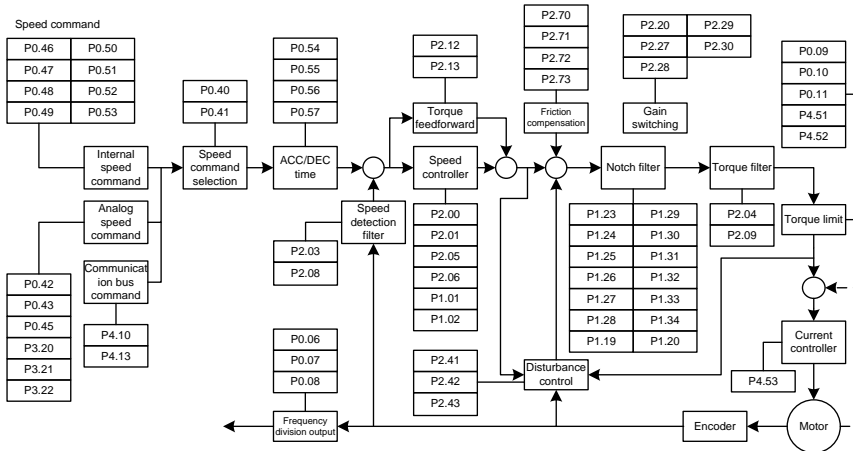 Speed command
P0.46 P0.50
P0.47 P0.51
P0.48 P0.52
P0.49 P0.53
P0.40
P0.41
P0.54
P0.55
P0.56
P0.57
P2.12
P2.13
P2.70
P2.71
P2.72
P2.73
P2.20 P2.29
P2.27 P2.30
P2.28
P0.09
P0.10
P0.11
P4.51
P4.52
Torque
feedforward
Friction
compensation
Gain
switching
Internal
speed
command
Speed
command
selection
ACC/DEC
time
Speed
controller
Notch filter
Torque filter
Analog
speed
command
Speed
detection
filter
Torque limit
Communicat
ion bus
command
P2.03
P2.08
P2.00
P2.01
P2.05
P2.06
P1.01
P1.02
P1.23 P1.29
P1.24 P1.30
P1.25 P1.31
P1.26 P1.32
P1.27 P1.33
P1.28 P1.34
P1.19 P1.20
P2.04
P2.09
P0.42
P0.43
P0.45
P3.20
P3.21
P3.22
P4.10
P4.13
P0.06
P0.07
P0.08
P2.41
P2.42
P2.43
Disturbance
control
Current
controller
P4.53
Frequency
division output
Encoder
Motor